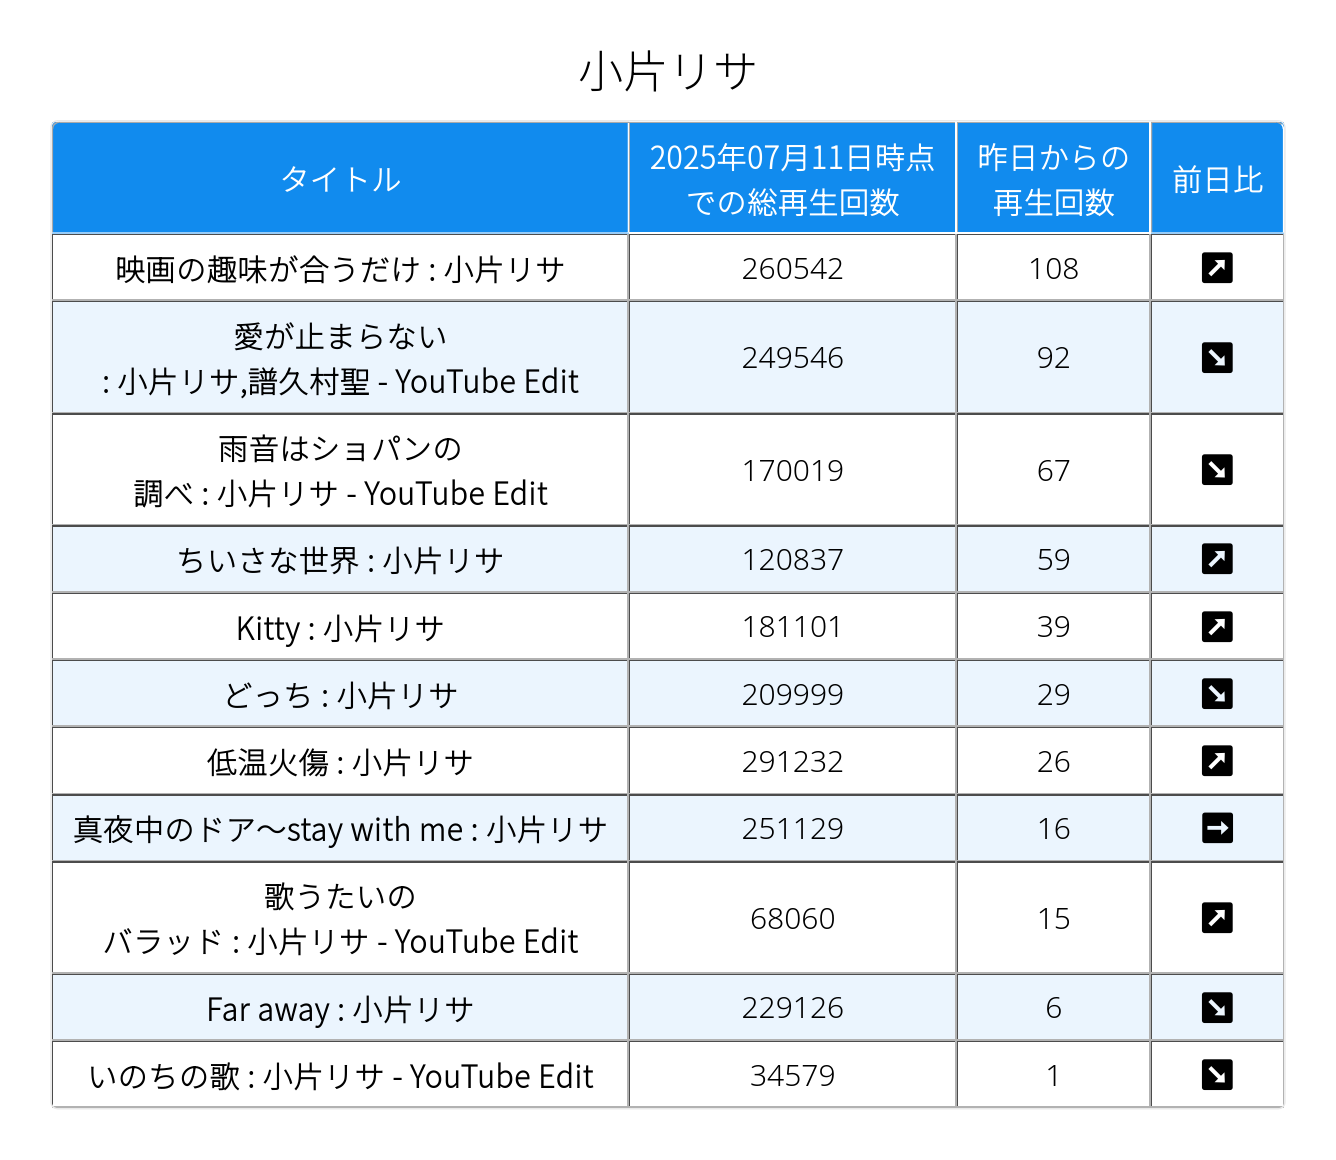 小片リサ
タイトル
2025年07月11日時点
での総再生回数
昨日からの
再生回数
前日比
映画の趣味が合うだけ : 小片リサ
260542
108
愛が止まらない
: 小片リサ,譜久村聖 - YouTube Edit
249546
92
雨音はショパンの
調べ : 小片リサ - YouTube Edit
170019
67
ちいさな世界 : 小片リサ
120837
59
Kitty : 小片リサ
181101
39
どっち : 小片リサ
209999
29
低温火傷 : 小片リサ
291232
26
真夜中のドア〜stay with me : 小片リサ
251129
16
歌うたいの
バラッド : 小片リサ - YouTube Edit
68060
15
Far away : 小片リサ
229126
6
いのちの歌 : 小片リサ - YouTube Edit
34579
1